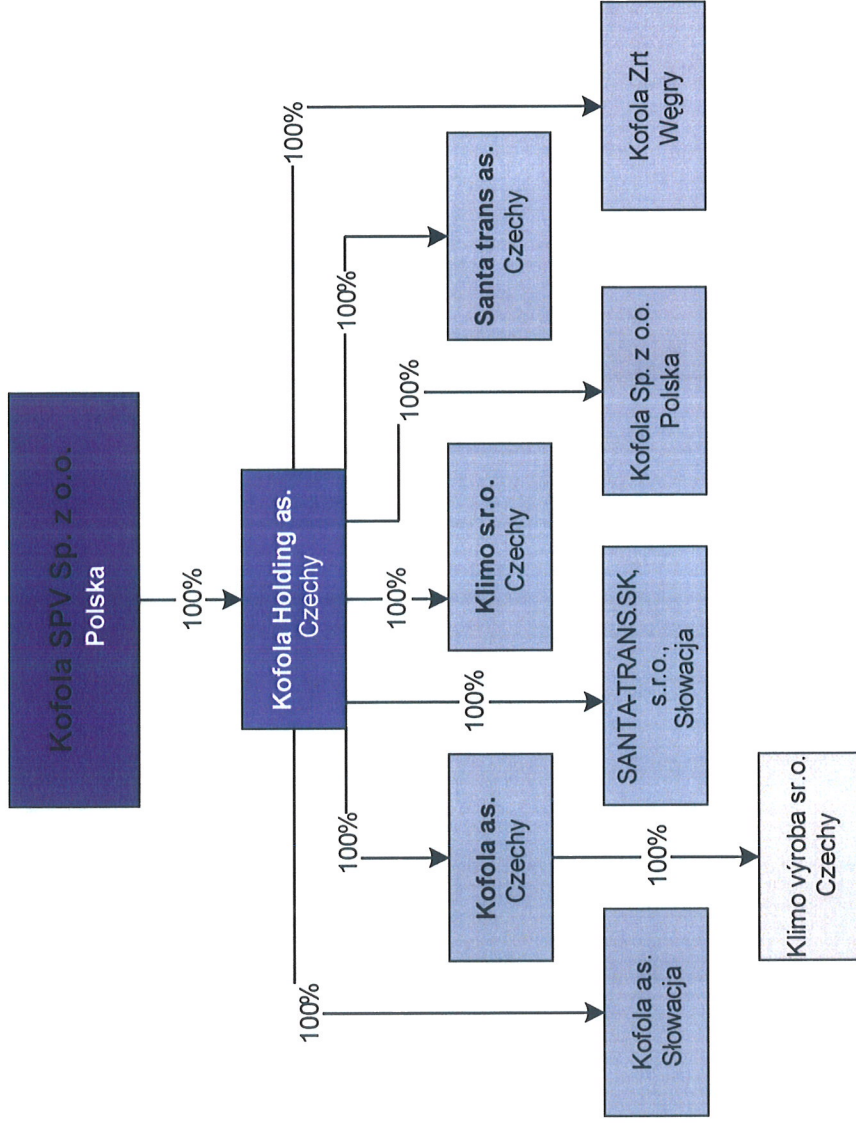 Kofola SPV Sp. z o.o.
Polska
100%
Kofola Holding as.
Czechy
100%
100%
100%
100%
100%
100%
100%
Kofola as.
Czechy
Klimo s.r.o.
Czechy
Santa trans as.
Czechy
100%
Kofola as.
Słowacja
SANTA-TRANS.SK,
s.r.o.,
Słowacja
Kofola Sp. z o.o.
Polska
Kofola Zrt
Węgry
Klimo výroba sr.o.
Czechy